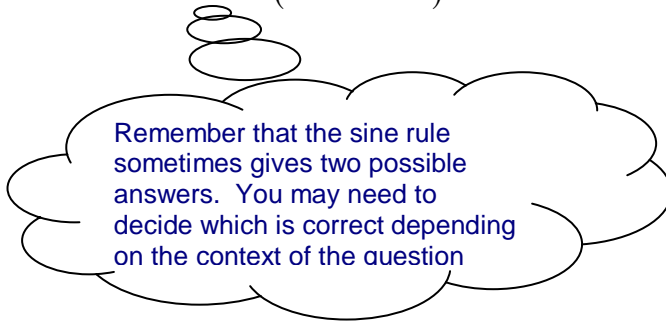 (          )
Remember that the sine rule
sometimes gives two possible
answers. You may need to
decide which is correct depending
on the context of the question